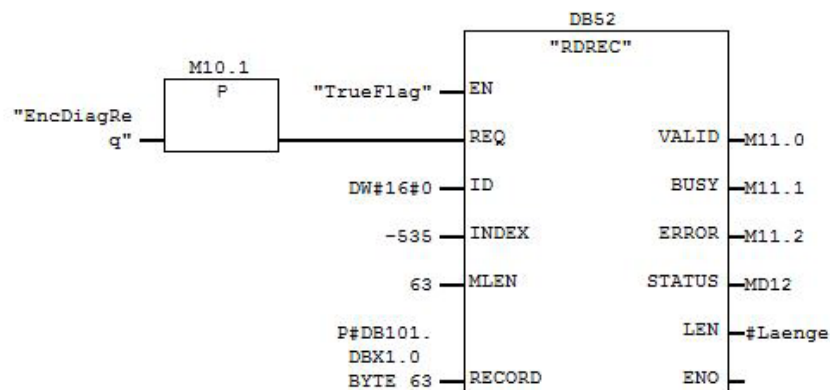 DB52
"RDREC"
M10.1
P
"TrueFlag" EN
"EncDiagRe
q"
REQ VALID M11.0
DW#16#0 ID BUSY M11.1
-535 INDEX ERROR M11.2
63 MLEN STATUS MD12
P#DB101. LEN #Laenge
DBX1.0
BYTE 63 RECORD ENO